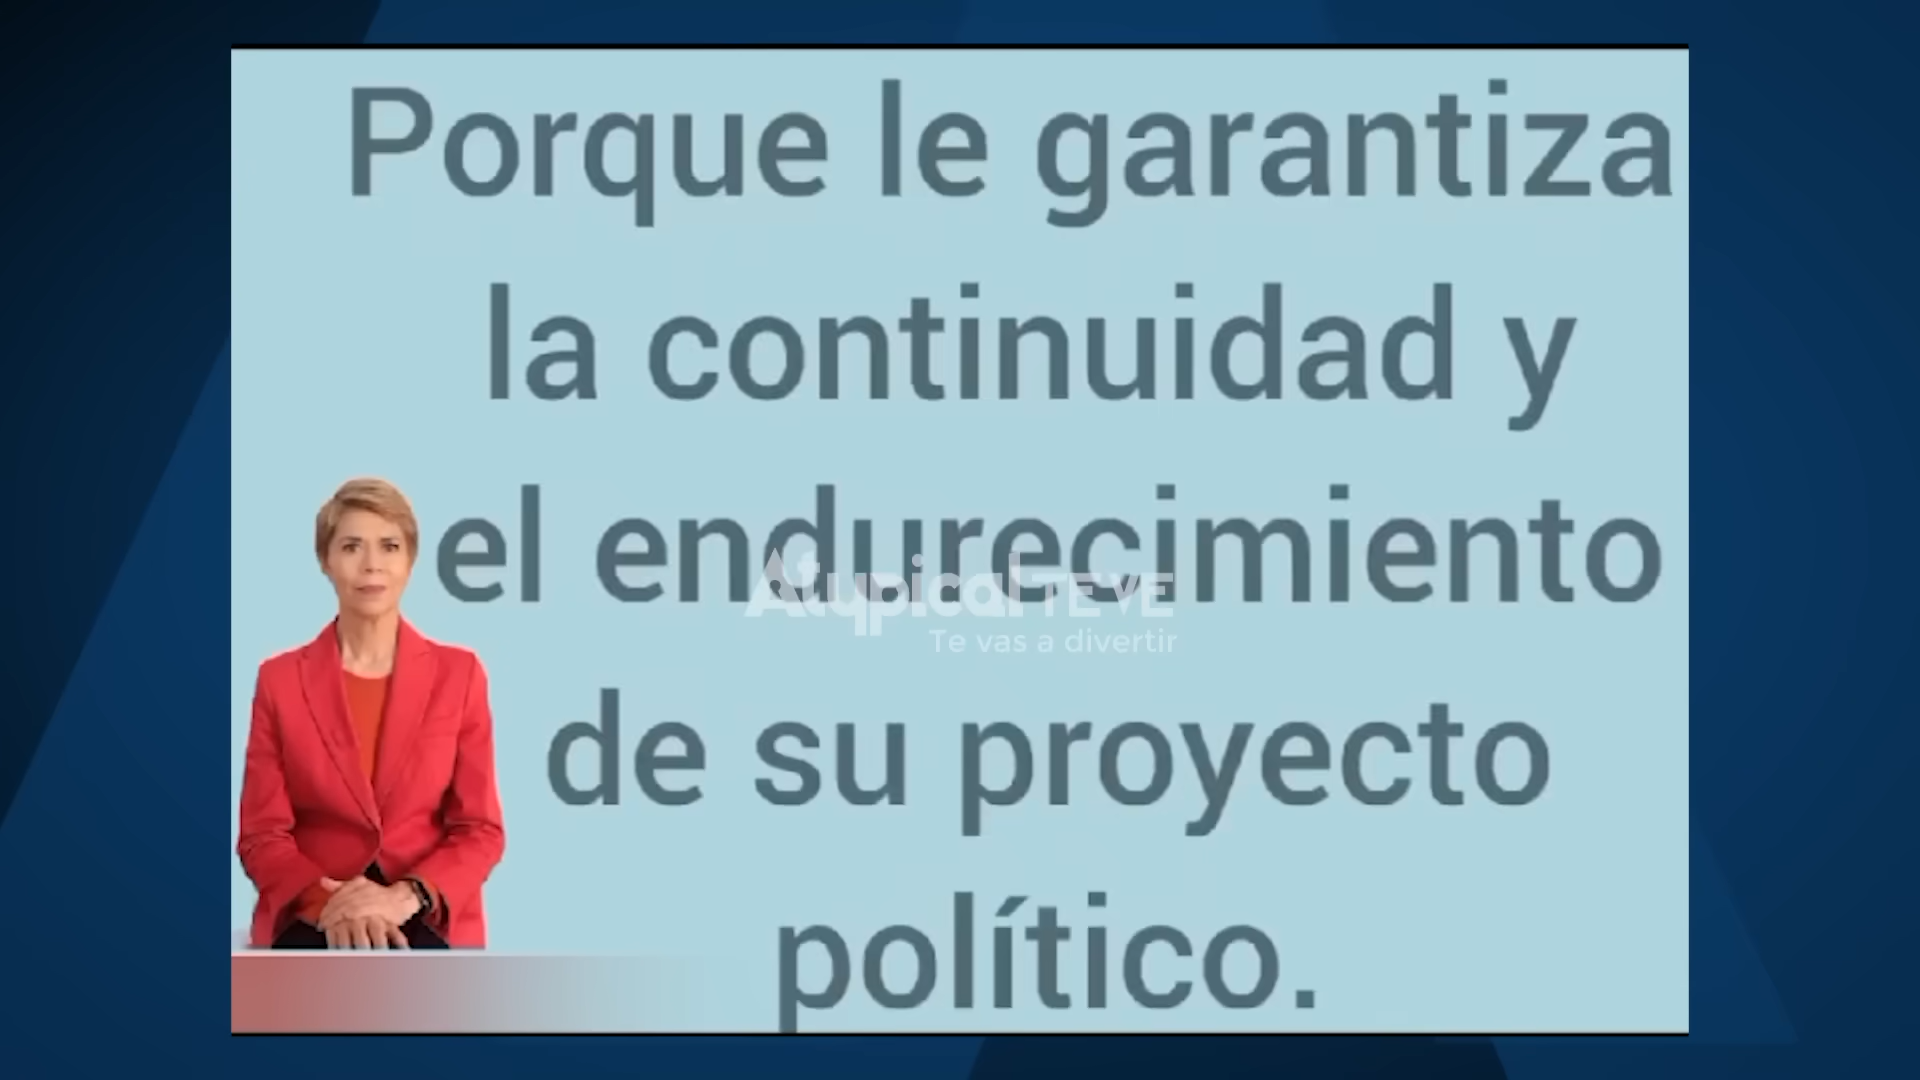 Porque le garantiza
la continuidad y
el endurecimiento
de su proyecto
político.
Atypical TEVE
Te vas a divertir